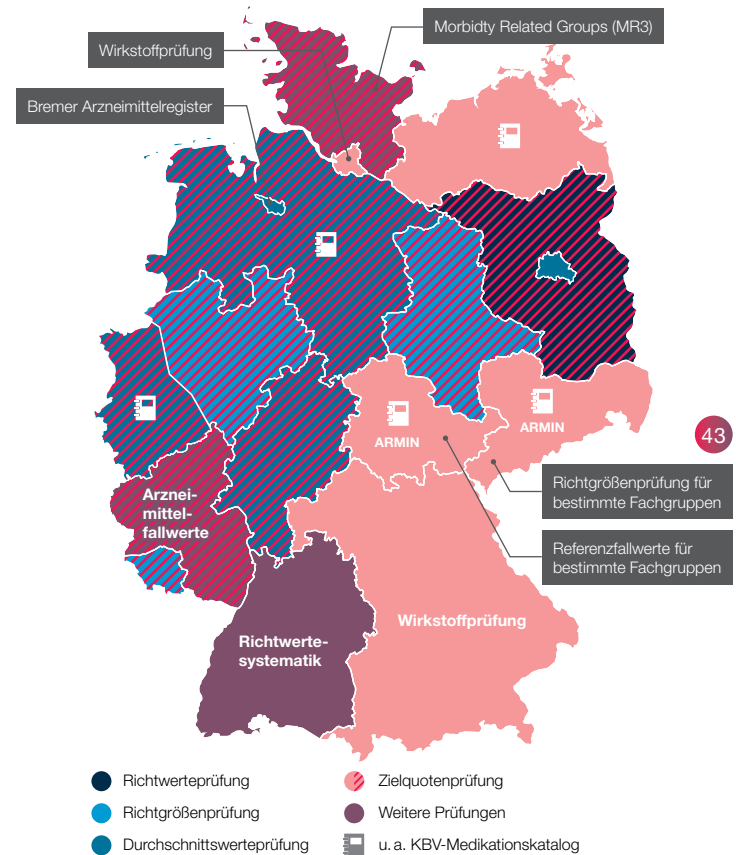 Morbidty Related Groups (MR3)
Wirkstoffprüfung
Bremer Arzneimittelregister
ARMIN
ARMIN
43
Arznei-
mittel-
fallwerte
Richtgrößenprüfung für
bestimmte Fachgruppen
Referenzfallwerte für
bestimmte Fachgruppen
Wirkstoffprüfung
Richtwerte-
systematik
Richtwerteprüfung
Richtgrößenprüfung
Durchschnittswerteprüfung
Zielquotenprüfung
Weitere Prüfungen
u. a. KBV-Medikationskatalog